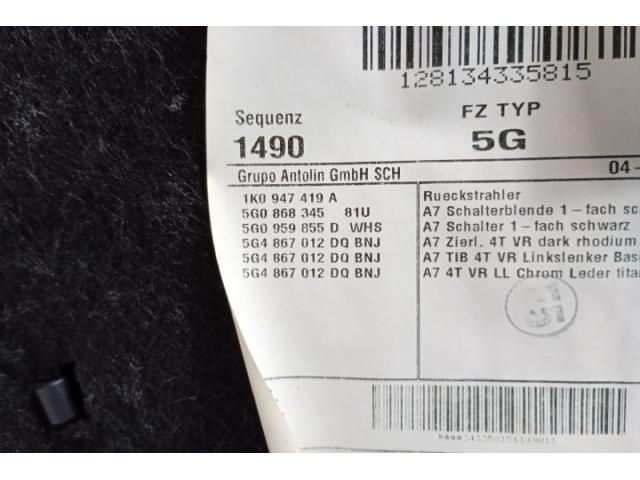 128134335815
Sequenz FZ TYP
1490 5G
Grupo Antolin GmbH SCH 04-
1K0 947 419 A Rueckstrahler
5G0 868 345 81U A7 Schalterblende 1-fach sc
5G0 959 855 D WHS A7 Schalter 1-fach schwarz
5G4 867 012 DQ BNJ A7 Zierl. 4T VR dark rhodium
5G4 867 012 DQ BNJ A7 TIB 4T VR Linkslenker Bas
5G4 867 012 DQ BNJ A7 4T VR LL Chrom Leder tita